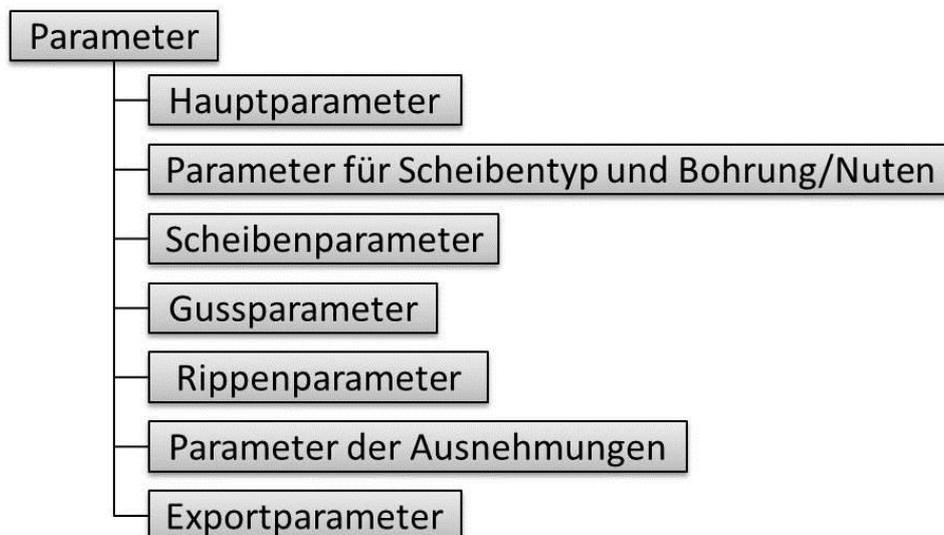 Parameter
Hauptparameter
Parameter für Scheibentyp und Bohrung/Nuten
Scheibenparameter
Gussparameter
Rippenparameter
Parameter der Ausnehmungen
Exportparameter